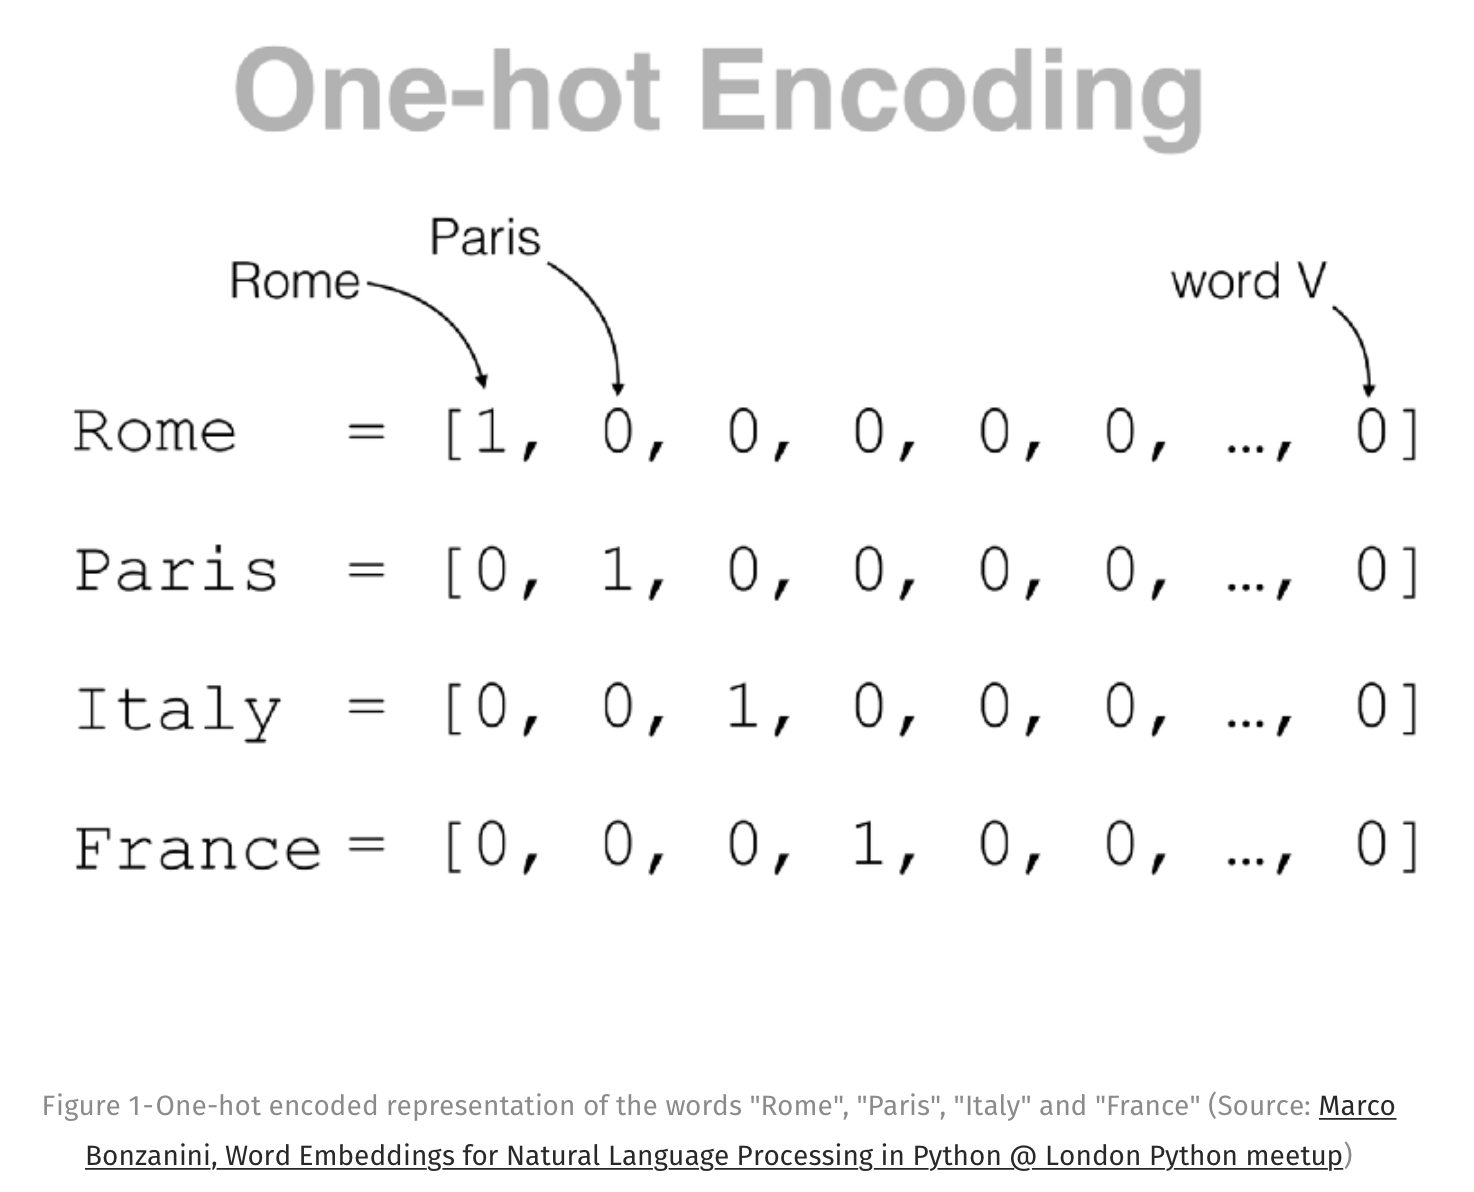 One-hot Encoding
Paris
Rome
word V
Rome = [1, 0, 0, 0, 0, 0, …, 0]
Paris = [0, 1, 0, 0, 0, 0, …, 0]
Italy = [0, 0, 1, 0, 0, 0, …, 0]
France = [0, 0, 0, 1, 0, 0, …, 0]
Figure 1-One-hot encoded representation of the words "Rome", "Paris", "Italy" and "France" (Source: Marco
Bonzanini, Word Embeddings for Natural Language Processing in Python @ London Python meetup)